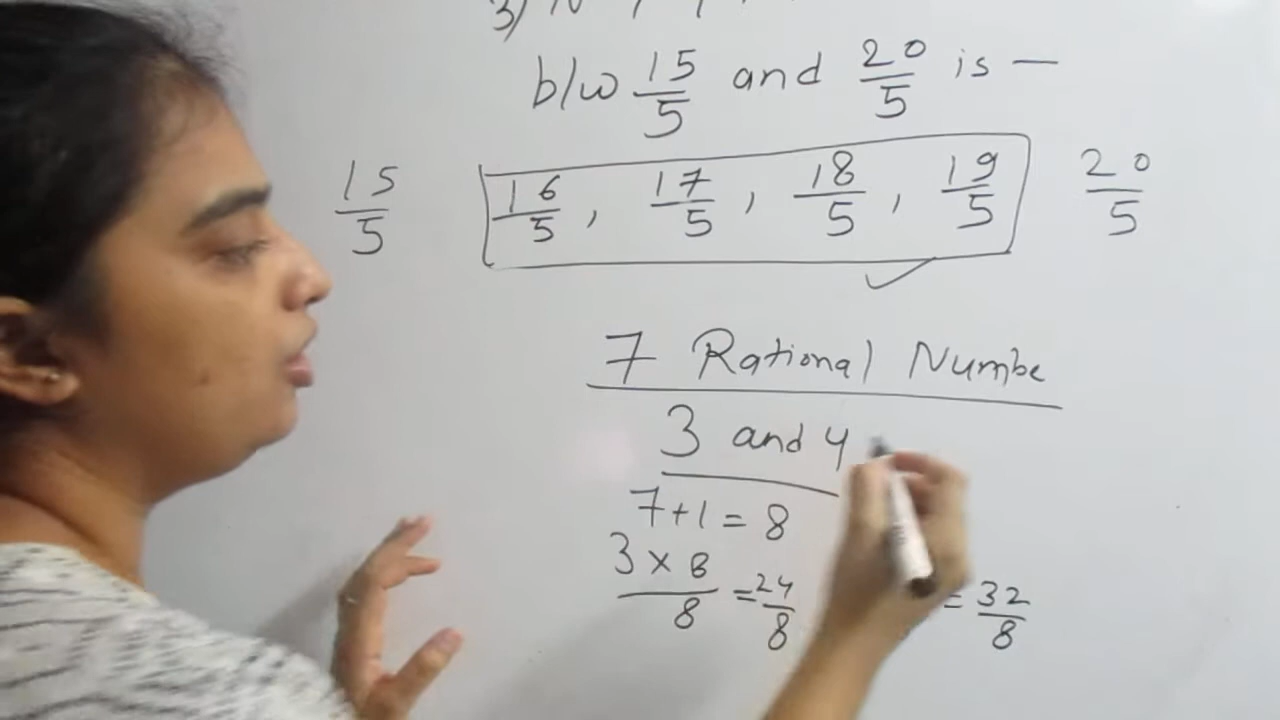 3)
b/w 15/5 and 20/5 is —
15/5 16/5, 17/5, 18/5, 19/5 20/5
7 Rational Numbe
3 and 4
7+1 = 8
3 × 8/8 = 24/8 = 32/8